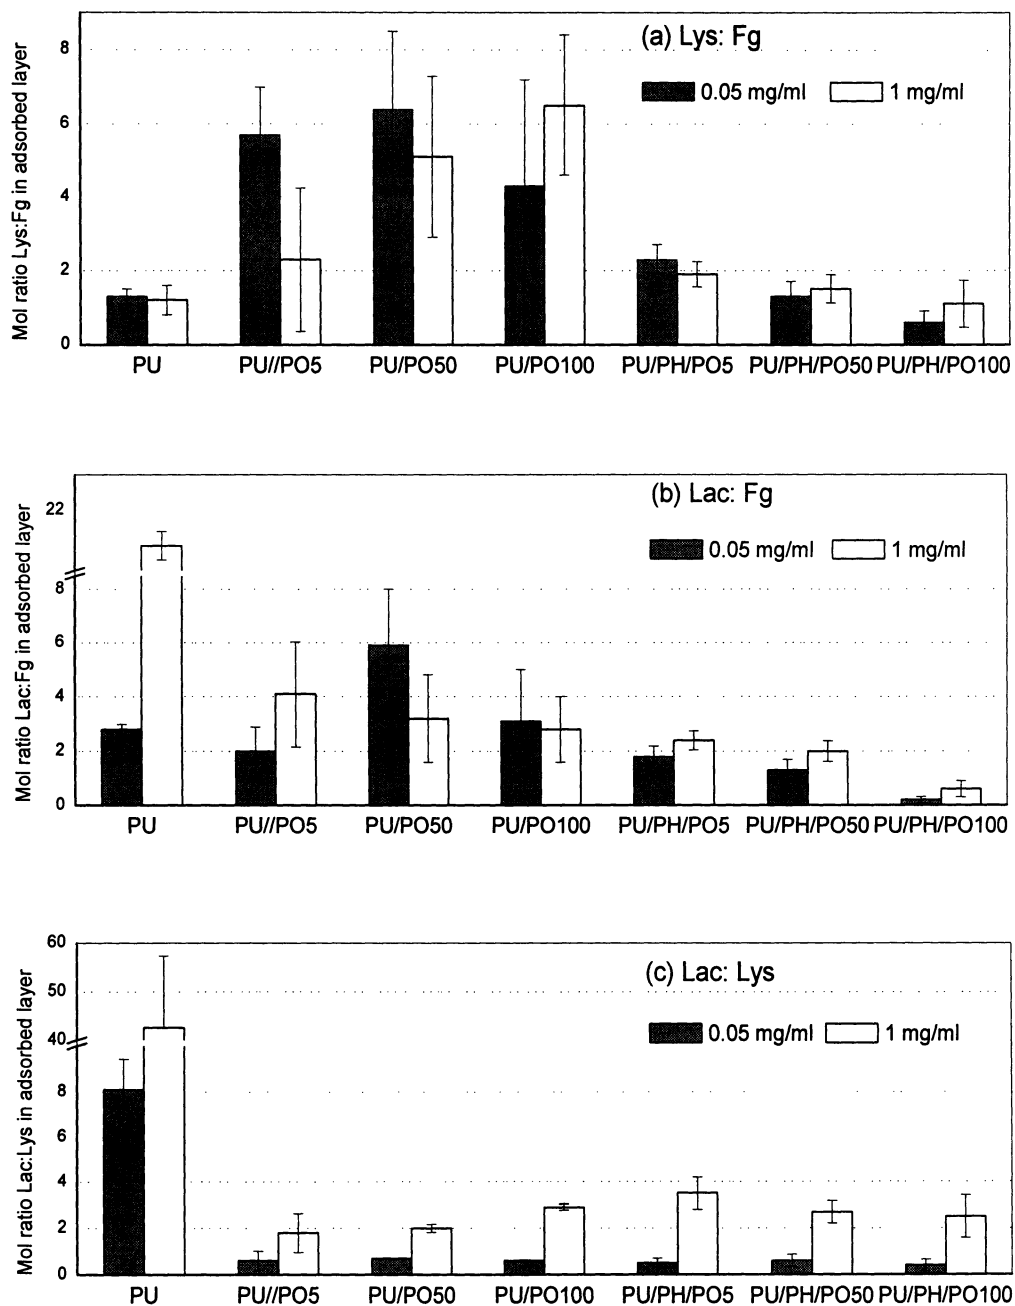 (a) Lys: Fg
0.05 mg/ml 1 mg/ml
Mol ratio Lys:Fg in adsorbed layer
8
6
4
2
0
PU PU//PO5 PU/PO50 PU/PO100 PU/PH/PO5 PU/PH/PO50 PU/PH/PO100
(b) Lac: Fg
0.05 mg/ml 1 mg/ml
Mol ratio Lac:Fg in adsorbed layer
22
8
6
4
2
0
PU PU//PO5 PU/PO50 PU/PO100 PU/PH/PO5 PU/PH/PO50 PU/PH/PO100
(c) Lac: Lys
0.05 mg/ml 1 mg/ml
Mol ratio Lac:Lys in adsorbed layer
60
50
40
8
6
4
2
0
PU PU//PO5 PU/PO50 PU/PO100 PU/PH/PO5 PU/PH/PO50 PU/PH/PO100